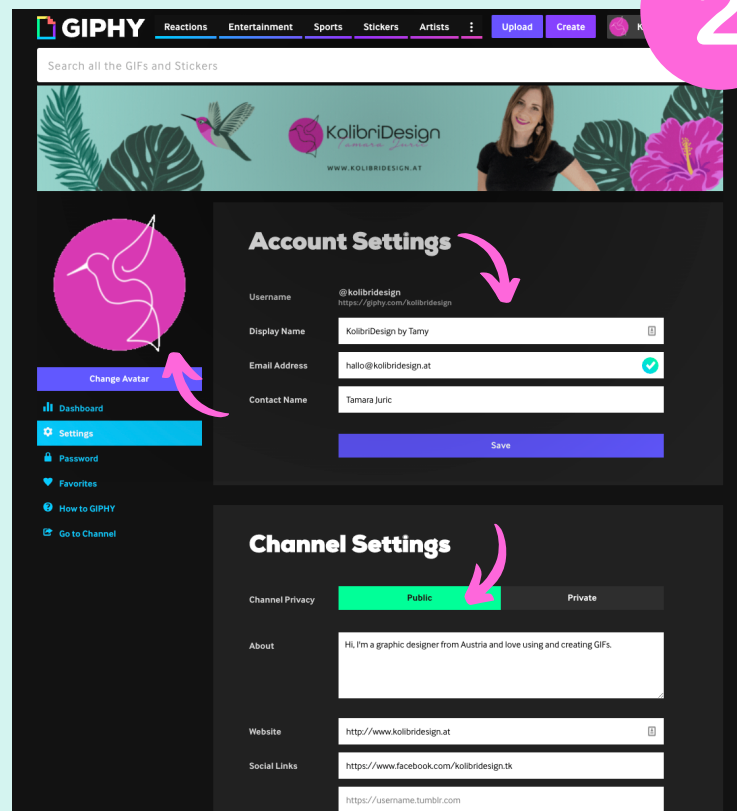 2
GIPHY Reactions Entertainment Sports Stickers Artists Upload Create K
Search all the GIFs and Stickers
KolibriDesign
Tamara Juric
WWW.KOLIBRIDESIGN.AT
Account Settings
Username @kolibridesign
https://giphy.com/kolibridesign
Display Name KolibriDesign by Tamy
Email Address hallo@kolibridesign.at
Contact Name Tamara Juric
Save
Change Avatar
Dashboard
Settings
Password
Favorites
How to GIPHY
Go to Channel
Channel Settings
Channel Privacy Public Private
About Hi, I'm a graphic designer from Austria and love using and creating GIFs.
Website http://www.kolibridesign.at
Social Links https://www.facebook.com/kolibridesign.tk
https://username.tumblr.com